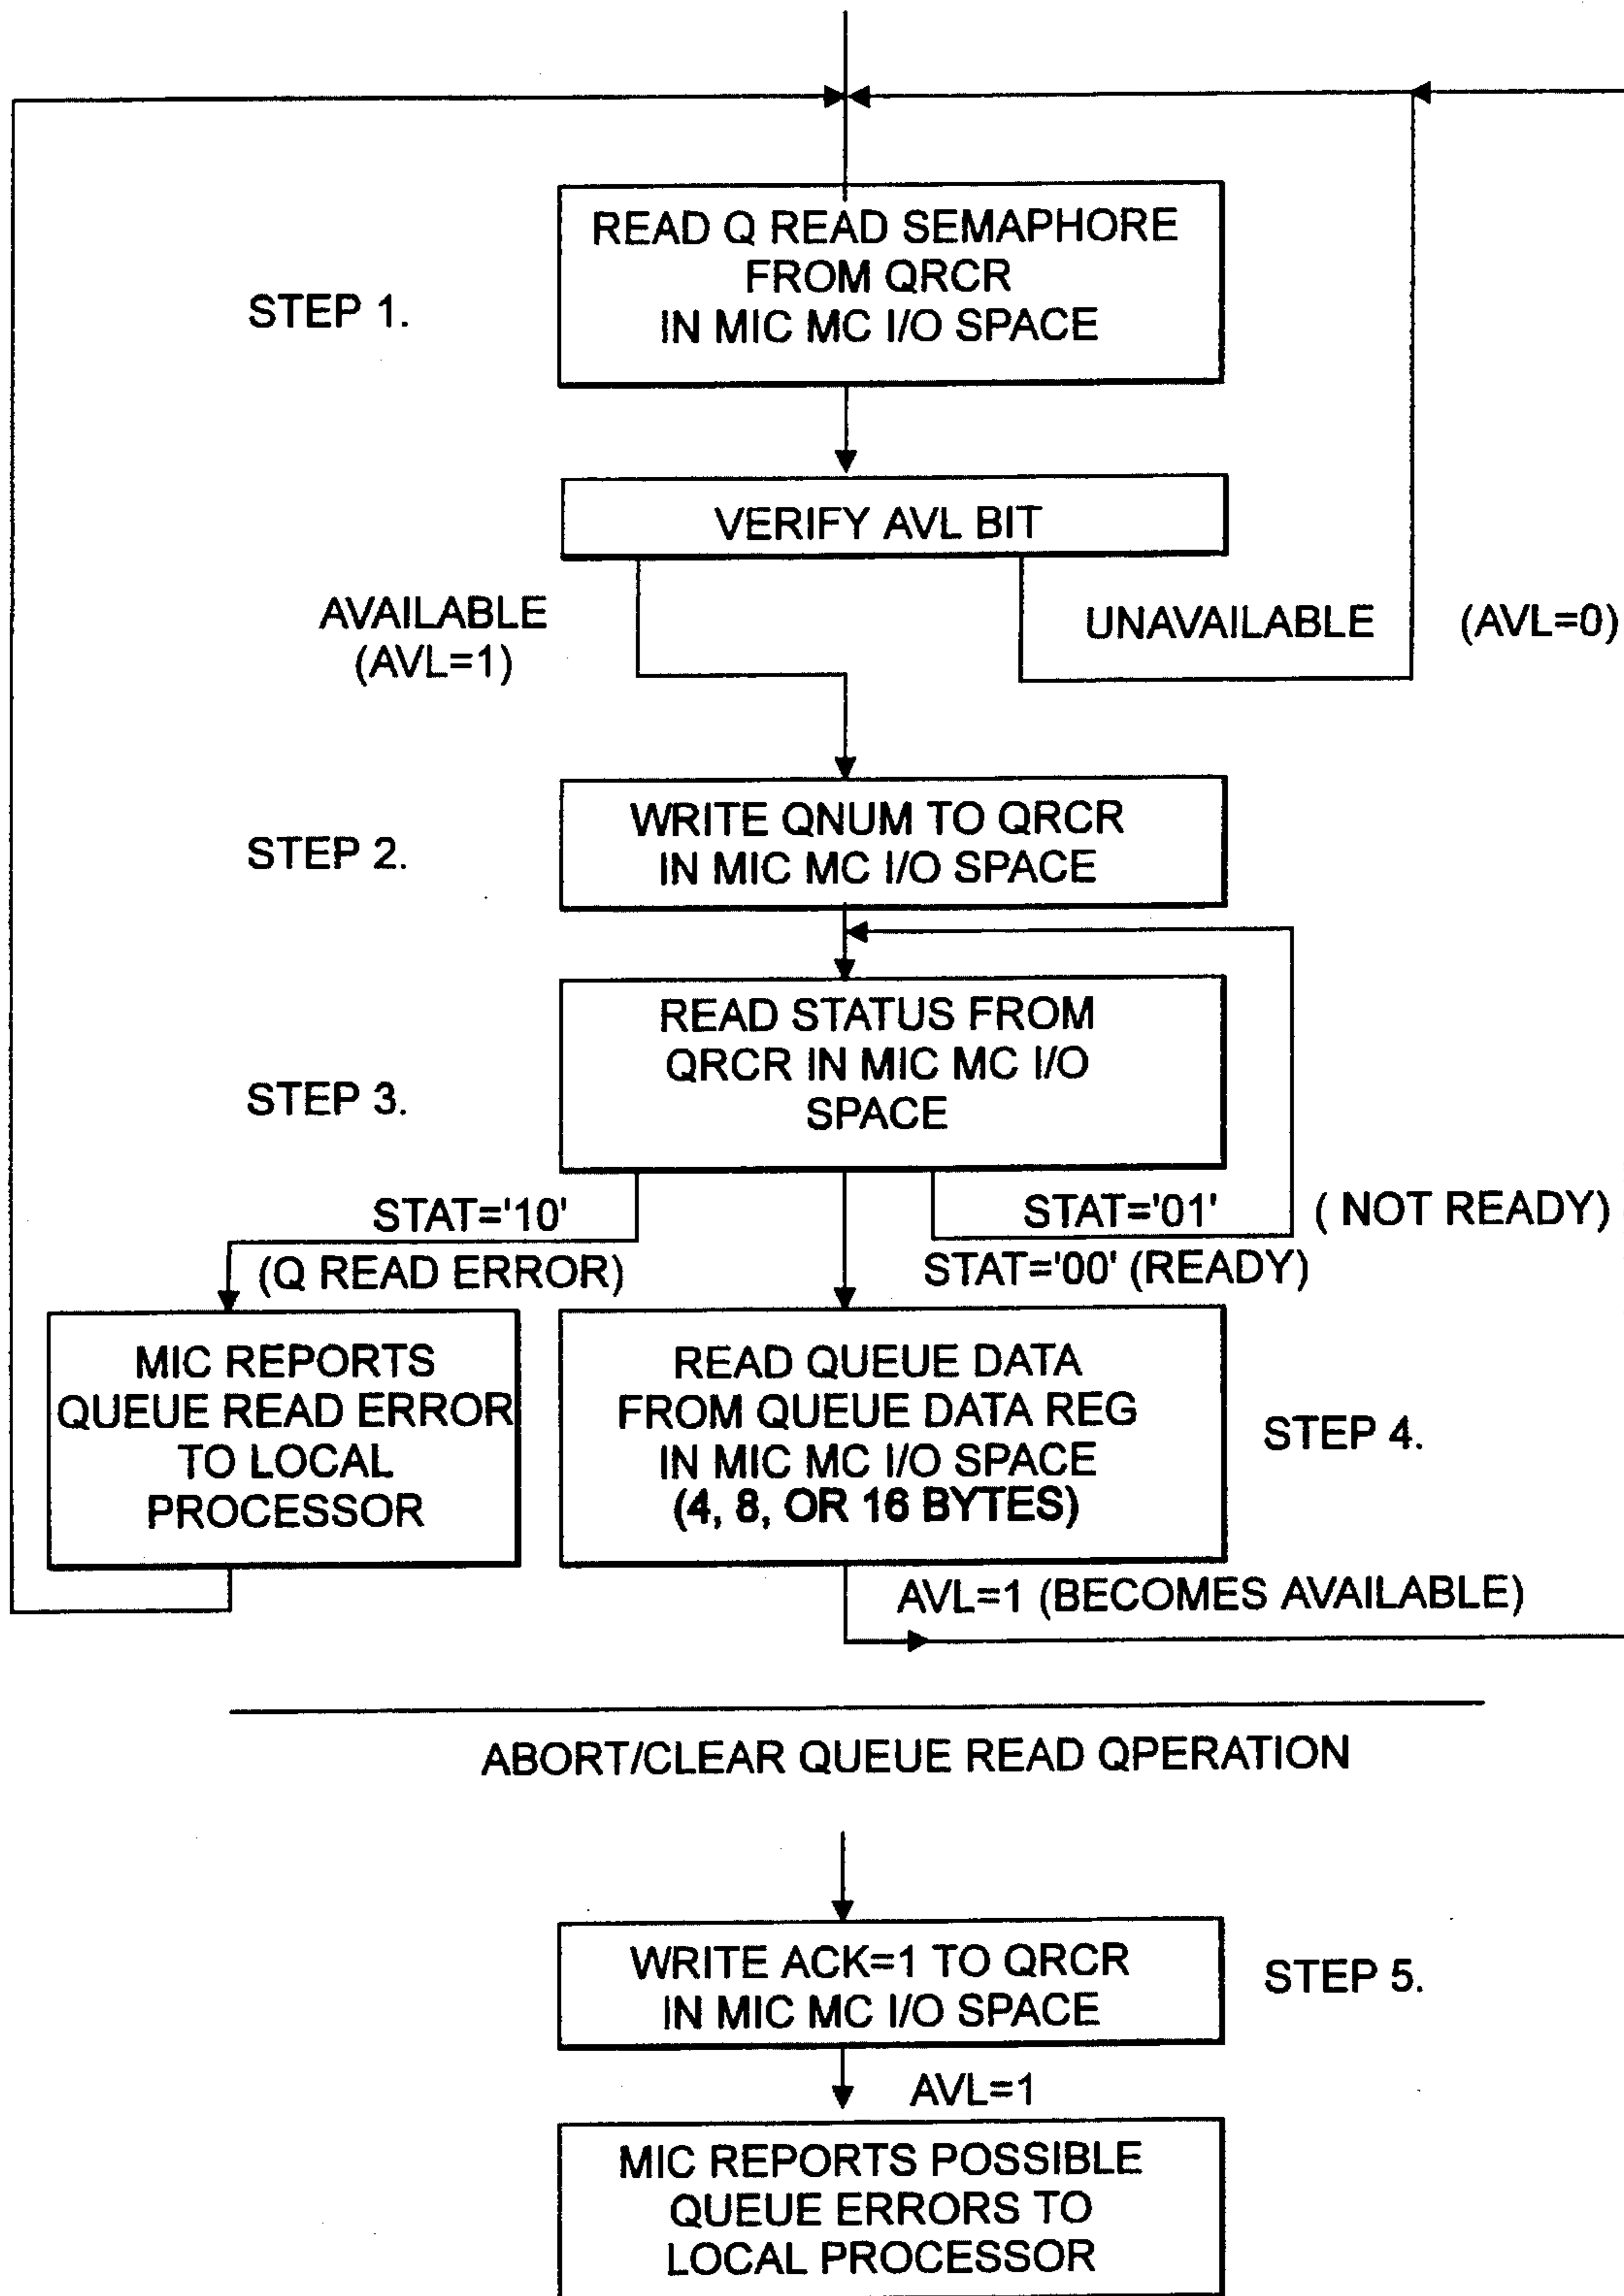 READ Q READ SEMAPHORE
FROM QRCR
IN MIC MC I/O SPACE
STEP 1.
VERIFY AVL BIT
AVAILABLE
(AVL=1)
UNAVAILABLE (AVL=0)
WRITE QNUM TO QRCR
IN MIC MC I/O SPACE
STEP 2.
READ STATUS FROM
QRCR IN MIC MC I/O
SPACE
STEP 3.
STAT='10'
(Q READ ERROR)
STAT='01' ( NOT READY)
STAT='00' (READY)
MIC REPORTS
QUEUE READ ERROR
TO LOCAL
PROCESSOR
READ QUEUE DATA
FROM QUEUE DATA REG
IN MIC MC I/O SPACE
(4, 8, OR 16 BYTES)
STEP 4.
AVL=1 (BECOMES AVAILABLE)
ABORT/CLEAR QUEUE READ QPERATION
WRITE ACK=1 TO QRCR
IN MIC MC I/O SPACE
STEP 5.
AVL=1
MIC REPORTS POSSIBLE
QUEUE ERRORS TO
LOCAL PROCESSOR